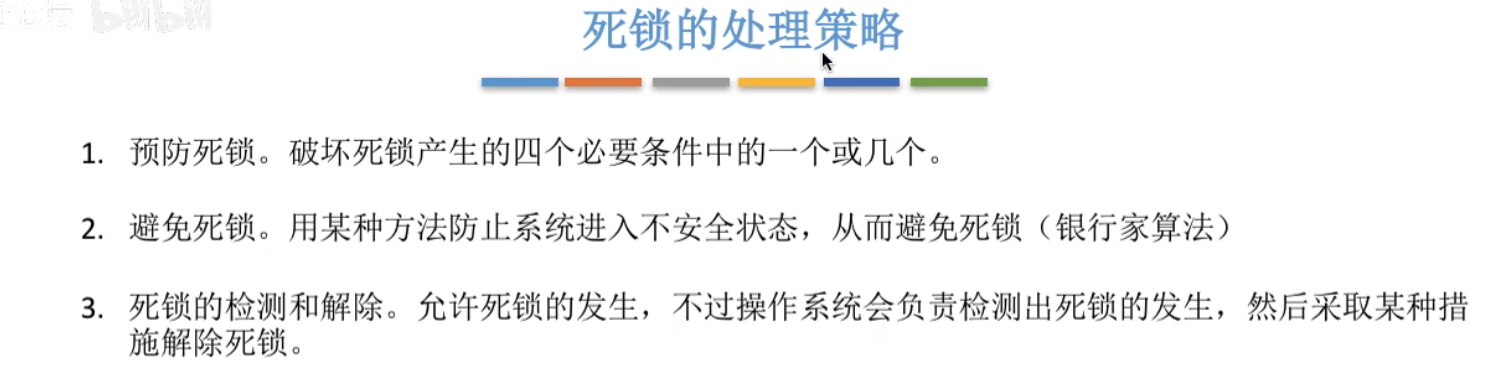 bilibili
死锁的处理策略
1. 预防死锁。破坏死锁产生的四个必要条件中的一个或几个。
2. 避免死锁。用某种方法防止系统进入不安全状态，从而避免死锁（银行家算法）
3. 死锁的检测和解除。允许死锁的发生，不过操作系统会负责检测出死锁的发生，然后采取某种措
施解除死锁。